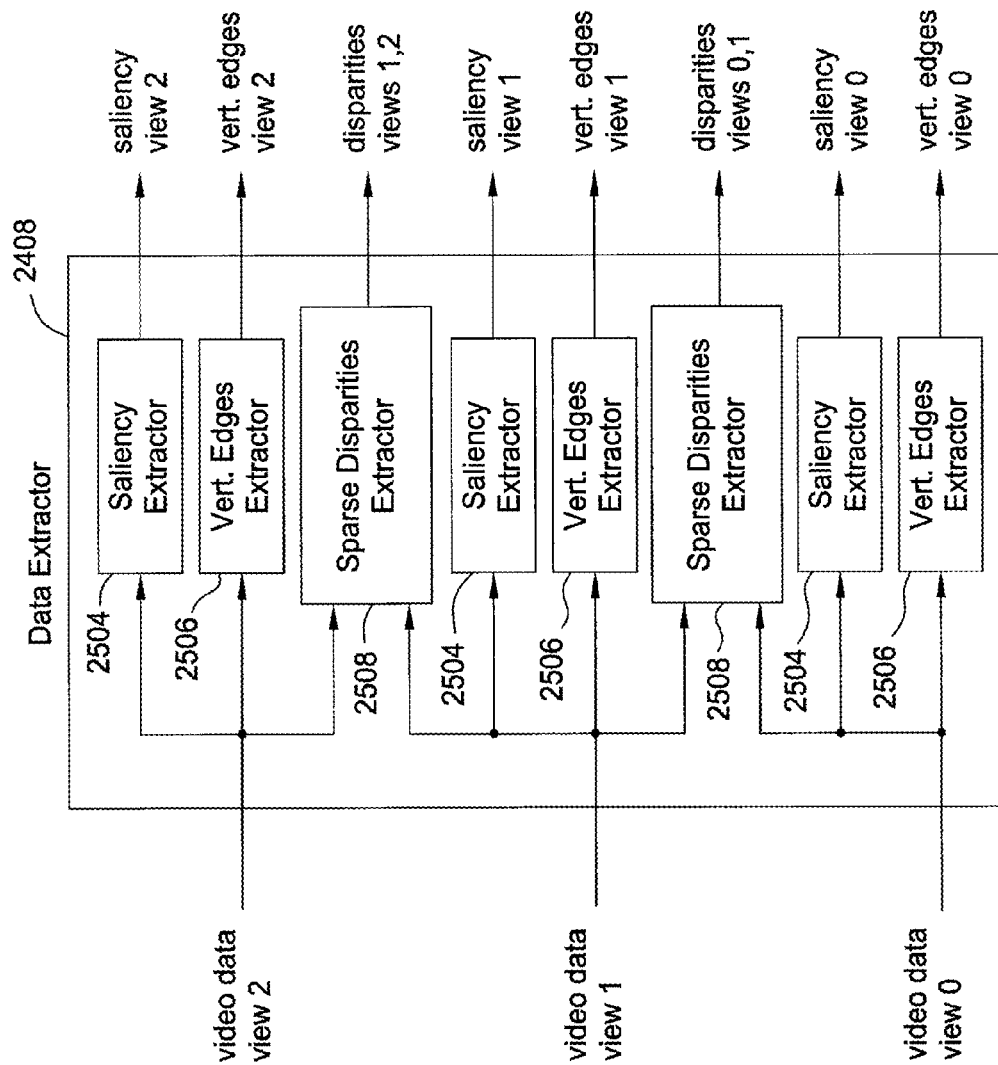 Data Extractor
2408
video data
view 2
2504
Saliency
Extractor
saliency
view 2
2506
Vert. Edges
Extractor
vert. edges
view 2
2508
Sparse Disparities
Extractor
disparities
views 1,2
video data
view 1
2504
Saliency
Extractor
saliency
view 1
2506
Vert. Edges
Extractor
vert. edges
view 1
2508
Sparse Disparities
Extractor
disparities
views 0,1
video data
view 0
2504
Saliency
Extractor
saliency
view 0
2506
Vert. Edges
Extractor
vert. edges
view 0